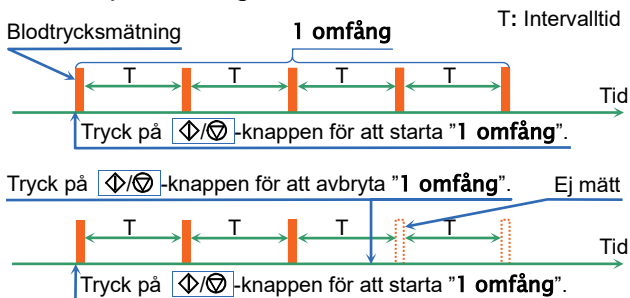 T: Intervalltid
Blodtrycksmätning
1 omfång
T T T T
Tid
Tryck på /-knappen för att starta "1 omfång".
Tryck på /-knappen för att avbryta "1 omfång".
Ej mätt
T T T T
Tid
Tryck på /-knappen för att starta "1 omfång".